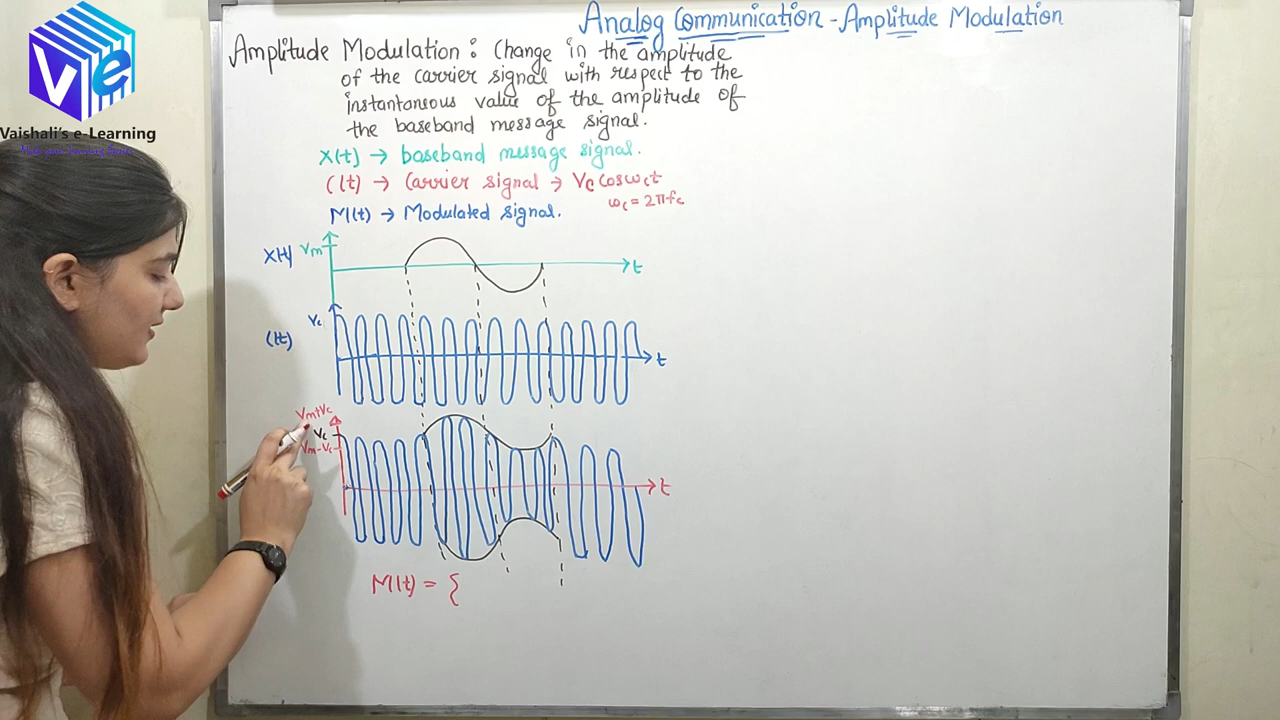 Analog Communication - Amplitude Modulation
Ve
Vaishali's e-Learning
Amplitude Modulation : Change in the amplitude
of the carrier signal with respect to the
instantaneous value of the amplitude of
the baseband message signal.
X(t) → baseband message signal.
C(t) → Carrier signal → Vc cosωct
ωc = 2πfc
M(t) → Modulated signal.
X(t)
Vm
t
Vc
C(t)
t
Vm+Vc
Vc
Vm-Vc
t
M(t) = {